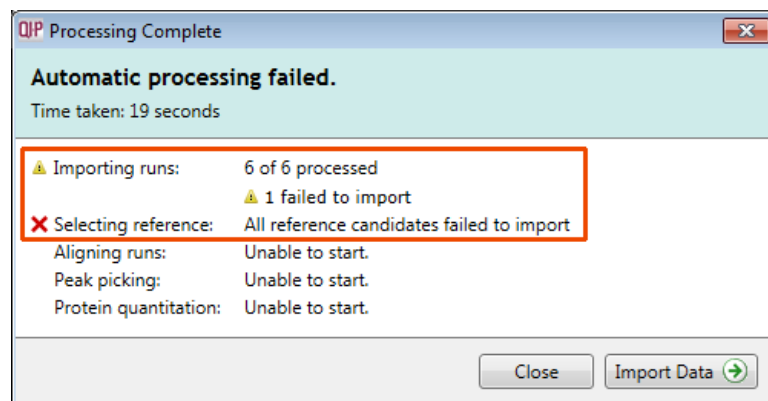 QIP Processing Complete
Automatic processing failed.
Time taken: 19 seconds
Importing runs: 6 of 6 processed
1 failed to import
Selecting reference: All reference candidates failed to import
Aligning runs: Unable to start.
Peak picking: Unable to start.
Protein quantitation: Unable to start.
Close Import Data